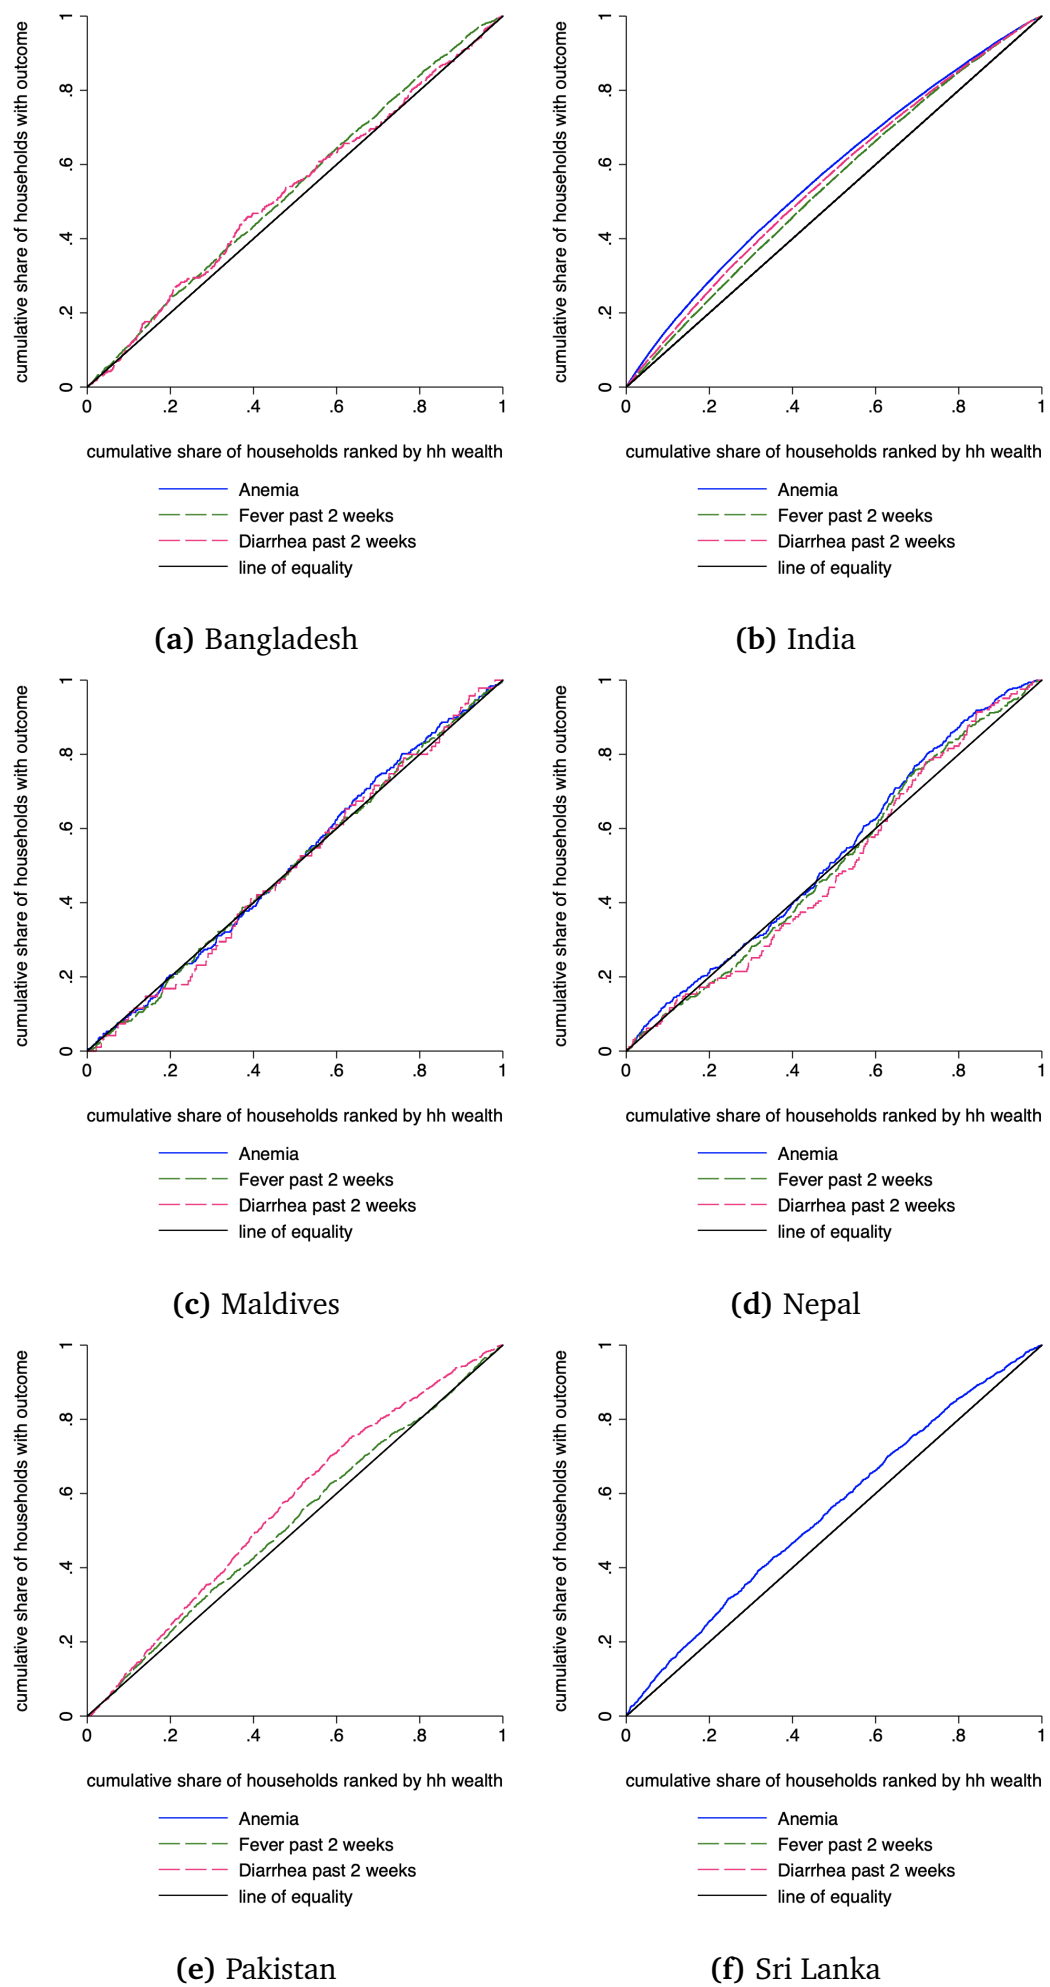 cumulative share of households with outcome
1
.8
.6
.4
.2
0
0 .2 .4 .6 .8 1
cumulative share of households ranked by hh wealth
Anemia
Fever past 2 weeks
Diarrhea past 2 weeks
line of equality
(a) Bangladesh
cumulative share of households with outcome
1
.8
.6
.4
.2
0
0 .2 .4 .6 .8 1
cumulative share of households ranked by hh wealth
Anemia
Fever past 2 weeks
Diarrhea past 2 weeks
line of equality
(b) India
cumulative share of households with outcome
1
.8
.6
.4
.2
0
0 .2 .4 .6 .8 1
cumulative share of households ranked by hh wealth
Anemia
Fever past 2 weeks
Diarrhea past 2 weeks
line of equality
(c) Maldives
cumulative share of households with outcome
1
.8
.6
.4
.2
0
0 .2 .4 .6 .8 1
cumulative share of households ranked by hh wealth
Anemia
Fever past 2 weeks
Diarrhea past 2 weeks
line of equality
(d) Nepal
cumulative share of households with outcome
1
.8
.6
.4
.2
0
0 .2 .4 .6 .8 1
cumulative share of households ranked by hh wealth
Anemia
Fever past 2 weeks
Diarrhea past 2 weeks
line of equality
(e) Pakistan
cumulative share of households with outcome
1
.8
.6
.4
.2
0
0 .2 .4 .6 .8 1
cumulative share of households ranked by hh wealth
Anemia
Fever past 2 weeks
Diarrhea past 2 weeks
line of equality
(f) Sri Lanka